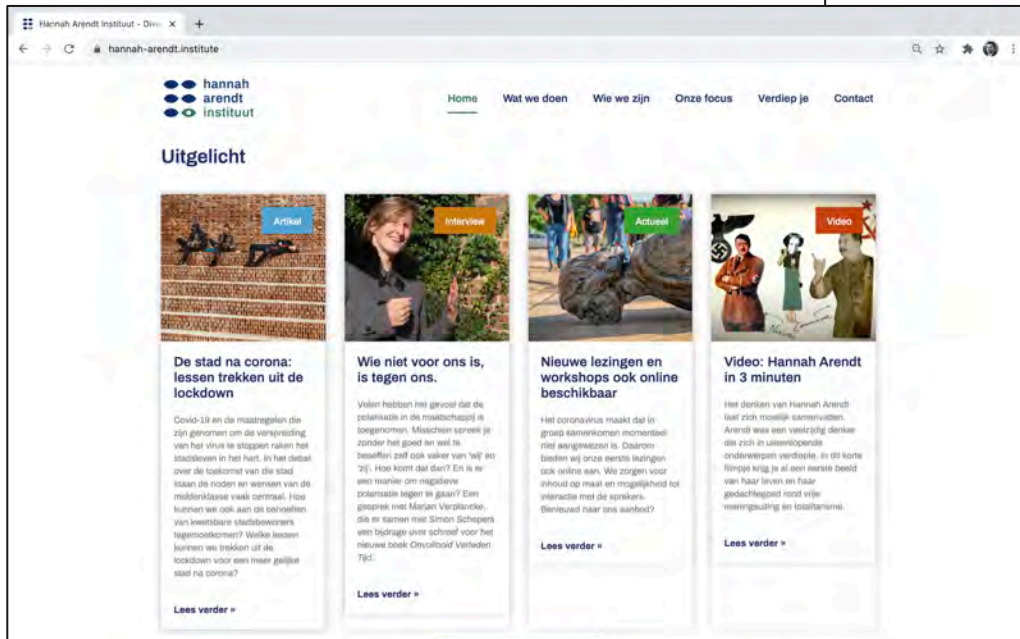 Hannah Arendt Instituut - Dive
hannah-arendt.institute
hannah
arendt
instituut
Home
Wat we doen
Wie we zijn
Onze focus
Verdiep je
Contact
Uitgelicht
Artikel
De stad na corona:
lessen trekken uit de
lockdown
Covid-19 en de maatregelen die
zijn genomen om de verspreiding
van het virus te stoppen raken het
stadsleven in het hart. In het debat
over de toekomst van die stad
staan de noden en wensen van de
middenklasse vaak centraal. Hoe
kunnen we ook aan de behoeften
van kwetsbare stadsbewoners
tegemoetkomen? Welke lessen
kunnen we trekken uit de
lockdown voor een meer gelijke
stad na corona?
Lees verder »
Interview
Wie niet voor ons is,
is tegen ons.
Velen hebben het gevoel dat de
polarisatie in de maatschappij is
toegenomen. Misschien spreek je
zonder het goed en wel te
beseffen zelf ook vaker van 'wij' en
'zij'. Hoe komt dat dan? En is er
een manier om negatieve
polarisatie tegen te gaan? Een
gesprek met Marjan Verplancke,
die er samen met Simon Schepers
een bijdrage over schreef voor het
nieuwe boek Onvoltooid Verleden
Tijd.
Lees verder »
Actueel
Nieuwe lezingen en
workshops ook online
beschikbaar
Het coronavirus maakt dat in
groep samenkomen momenteel
niet aangewezen is. Daarom
bieden wij onze eerste lezingen
ook online aan. We zorgen voor
inhoud op maat en mogelijkheid tot
interactie met de sprekers.
Benieuwd naar ons aanbod?
Lees verder »
Video
Video: Hannah Arendt
in 3 minuten
Het denken van Hannah Arendt
laat zich moeilijk samenvatten.
Arendt was een veelzijdig denker
die zich in uiteenlopende
onderwerpen verdiepte. In dit korte
filmpje krijg je al een eerste beeld
van haar leven en haar
gedachtegoed rond vrije
meningsuiting en totalitarisme.
Lees verder »